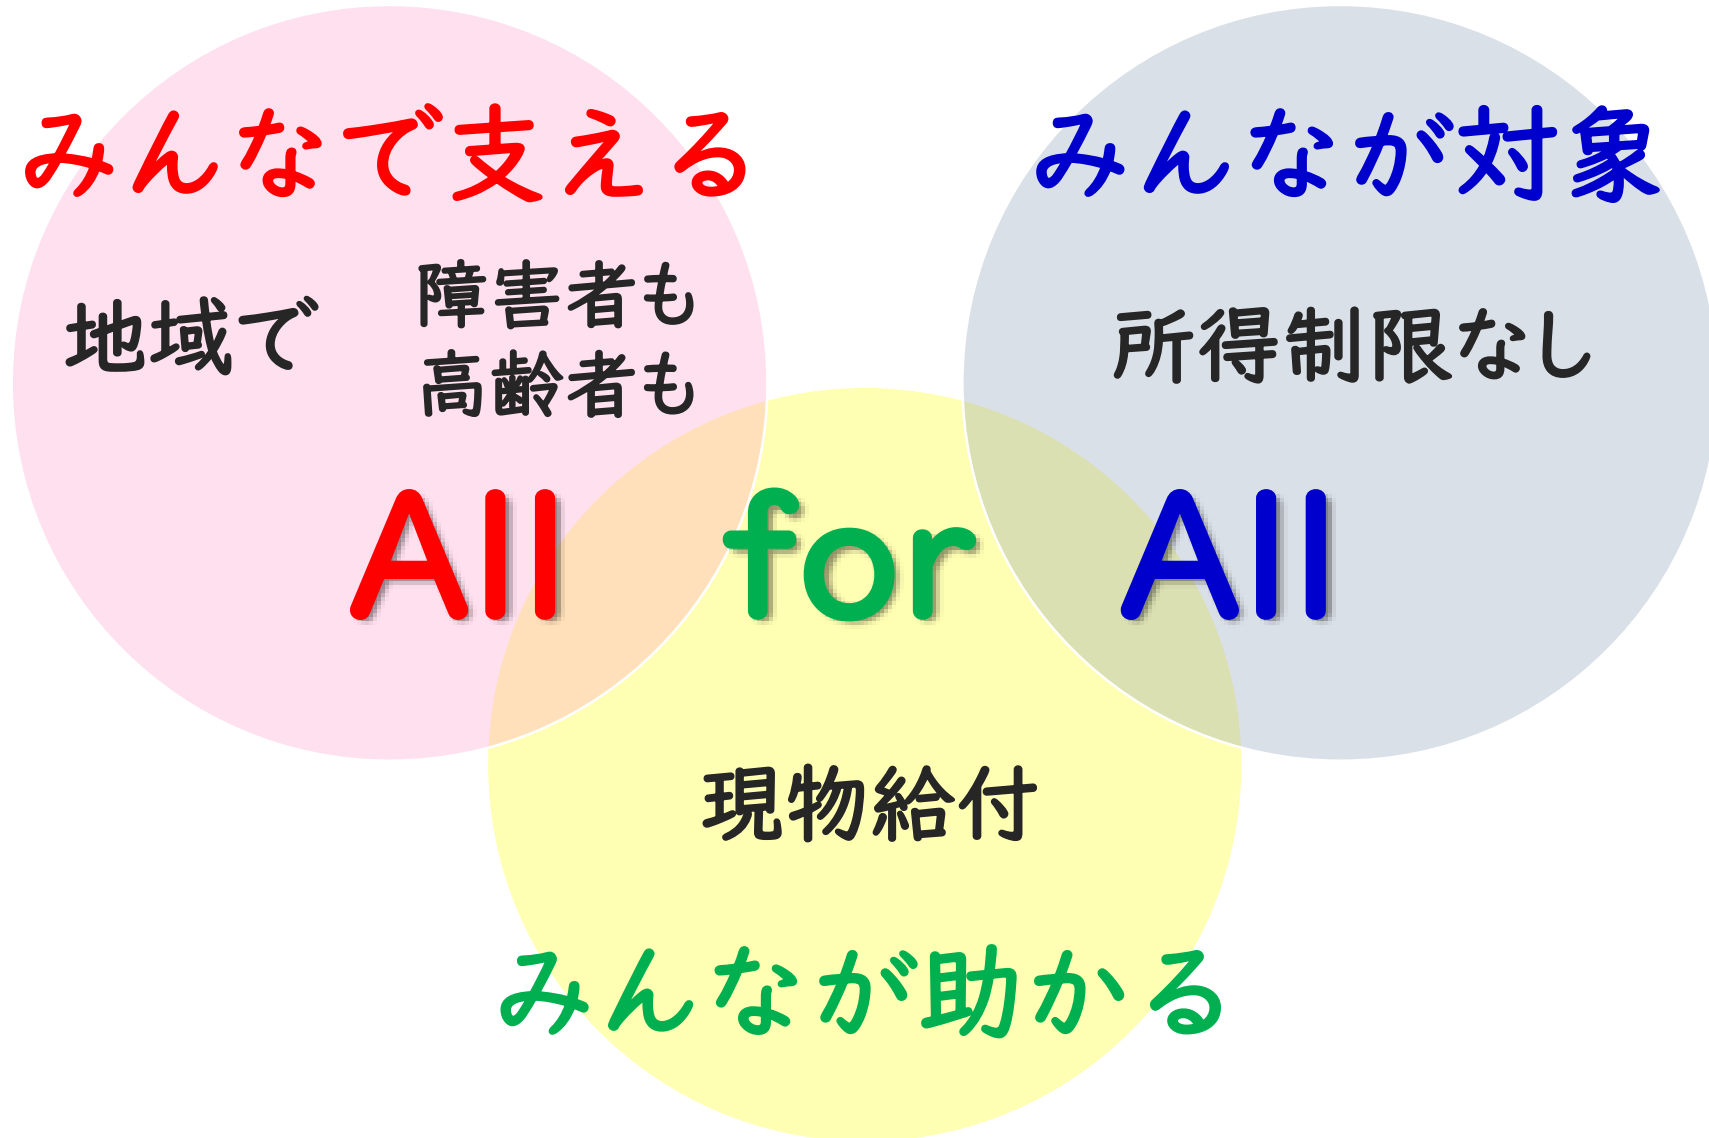 みんなで支える
地域で
障害者も
高齢者も
みんなが対象
所得制限なし
All for All
現物給付
みんなが助かる